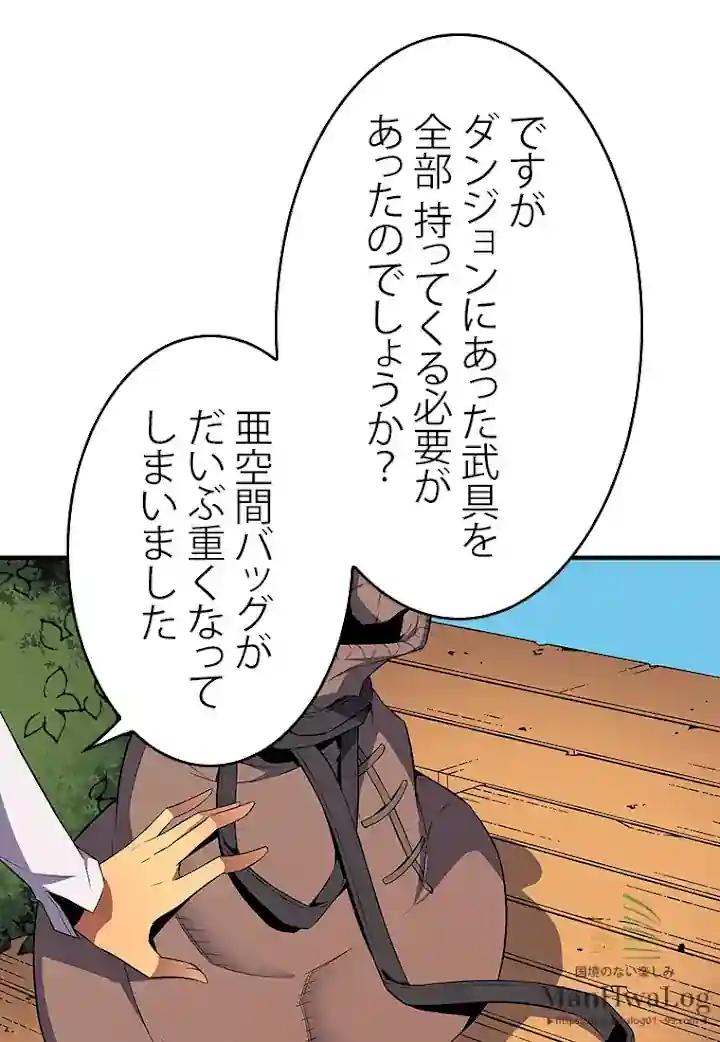 ですが
ダンジョンにあった武具を
全部 持ってくる必要が
あったのでしょうか?
亜空間バッグが
だいぶ重くなって
しまいました
国境のない楽しみ
ManHwaLog